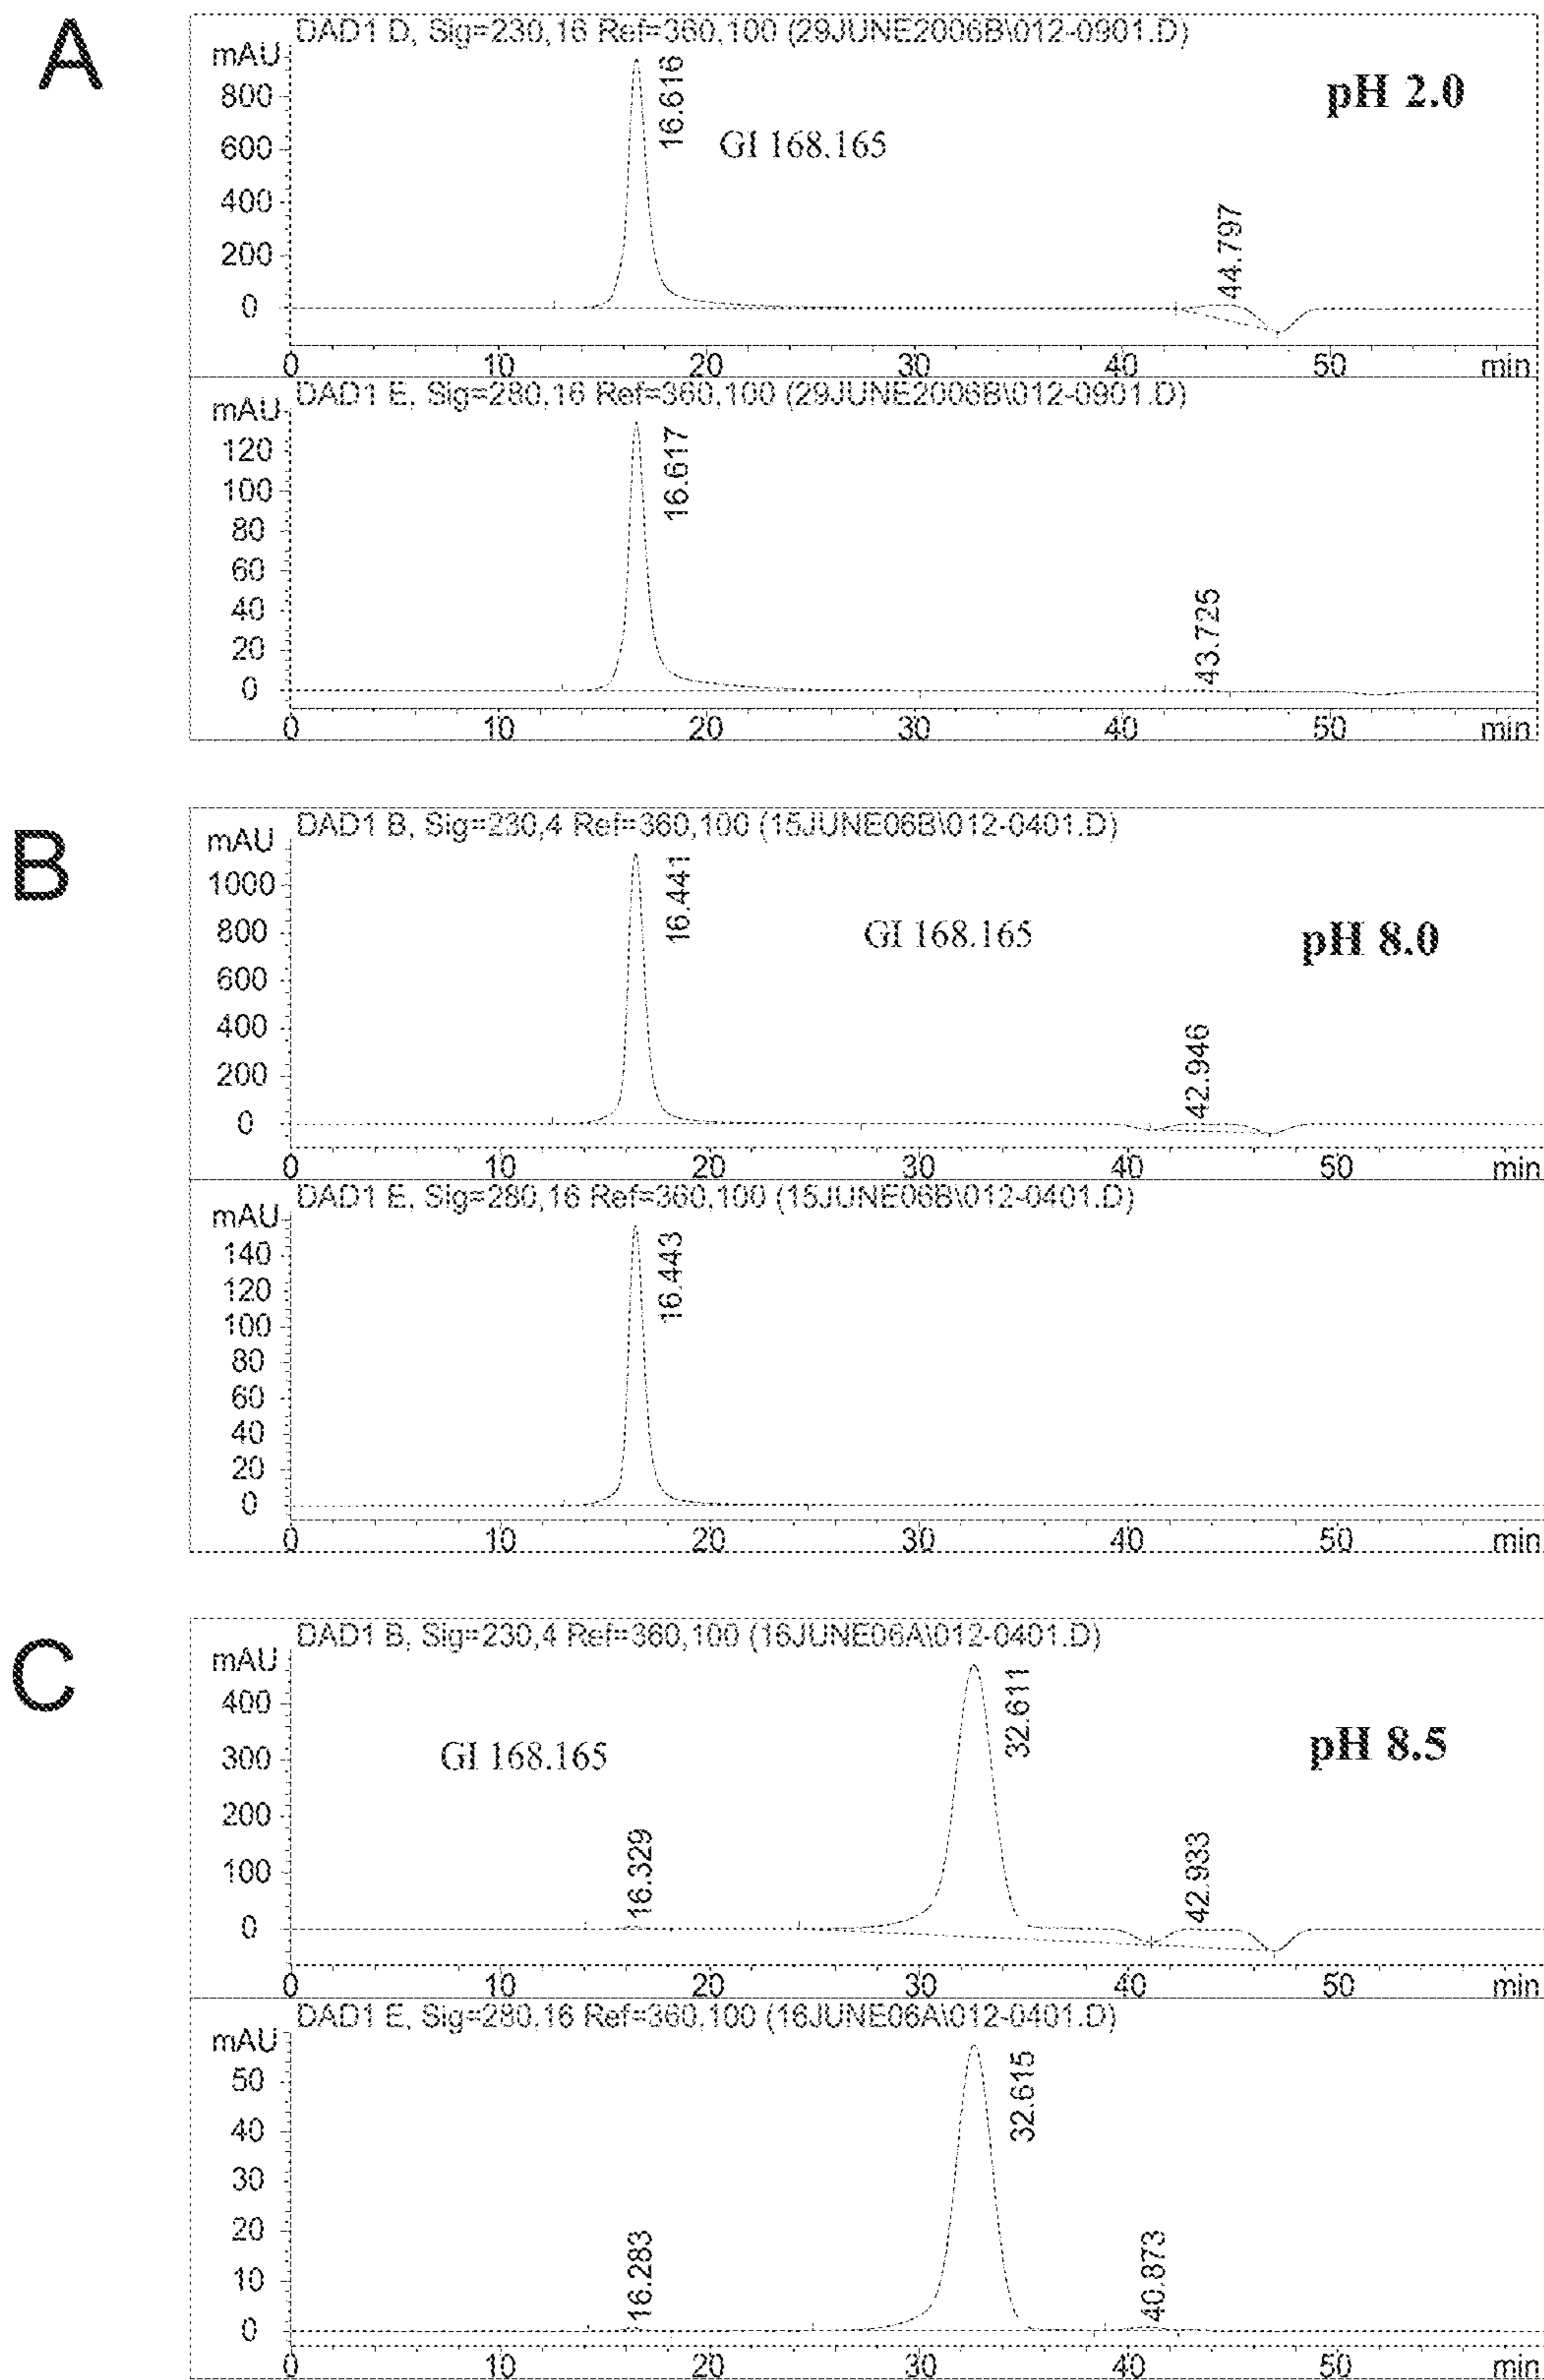 A
DAD1 D, Sig=230,16 Ref=360,100 (29JUNE2006B\012-0901.D)
mAU
pH 2.0
16.616
GI 168.165
800
600
400
200
0
44.797
0 10 20 30 40 50 min
DAD1 E, Sig=280,16 Ref=360,100 (29JUNE2006B\012-0901.D)
mAU
16.617
120
100
80
60
40
20
0
43.725
0 10 20 30 40 50 min
B
DAD1 B, Sig=230,4 Ref=360,100 (15JUNE06B\012-0401.D)
mAU
16.441
GI 168.165
pH 8.0
1000
800
600
400
200
0
42.946
0 10 20 30 40 50 min
DAD1 E, Sig=280,16 Ref=360,100 (15JUNE06B\012-0401.D)
mAU
16.443
140
120
100
80
60
40
20
0
0 10 20 30 40 50 min
C
DAD1 B, Sig=230,4 Ref=360,100 (16JUNE06A\012-0401.D)
mAU
32.611
GI 168.165
pH 8.5
400
300
200
100
0
16.329
42.933
0 10 20 30 40 50 min
DAD1 E, Sig=280,16 Ref=360,100 (16JUNE06A\012-0401.D)
mAU
32.615
50
40
30
20
10
0
16.283
40.873
0 10 20 30 40 50 min